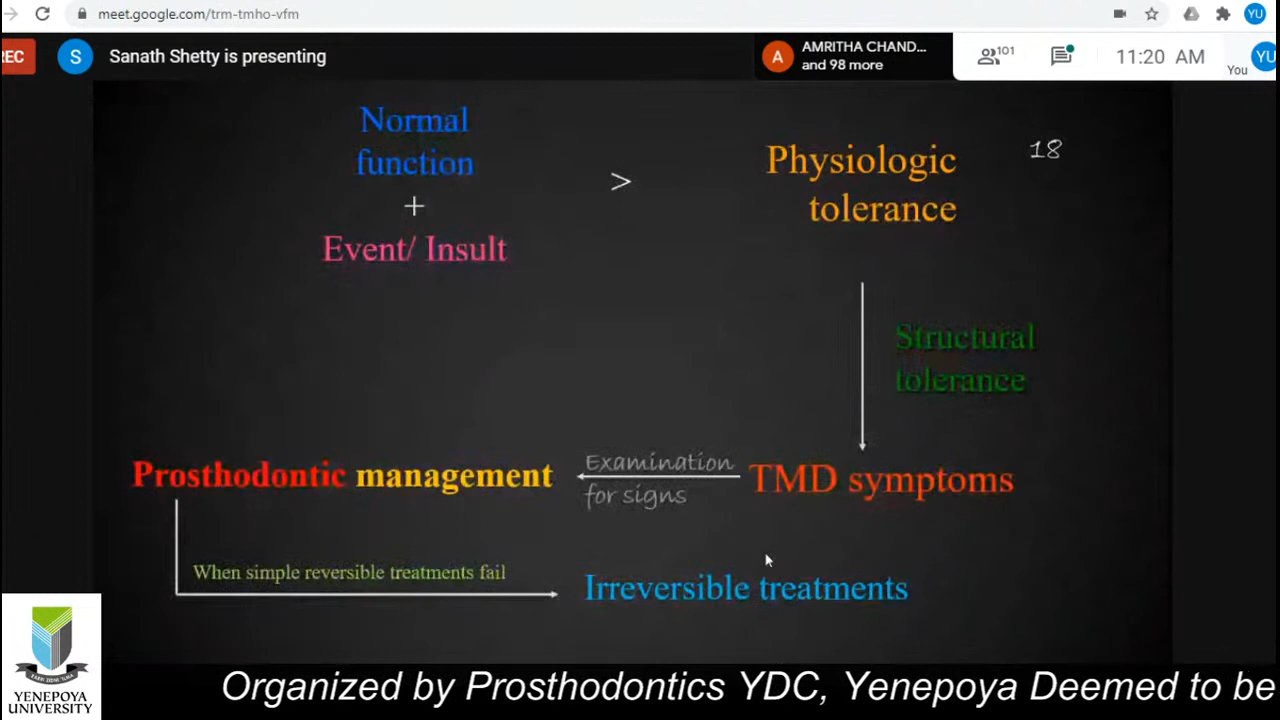 meet.google.com/trm-tmho-vfm
YU
REC
S
Sanath Shetty is presenting
A
AMRITHA CHAND...
and 98 more
101
11:20 AM
You
YU
Normal
function
+
Event/ Insult
>
Physiologic
tolerance
18
Structural
tolerance
Prosthodontic management
Examination
for signs
TMD symptoms
When simple reversible treatments fail
Irreversible treatments
YENEPOYA
UNIVERSITY
Organized by Prosthodontics YDC, Yenepoya Deemed to be